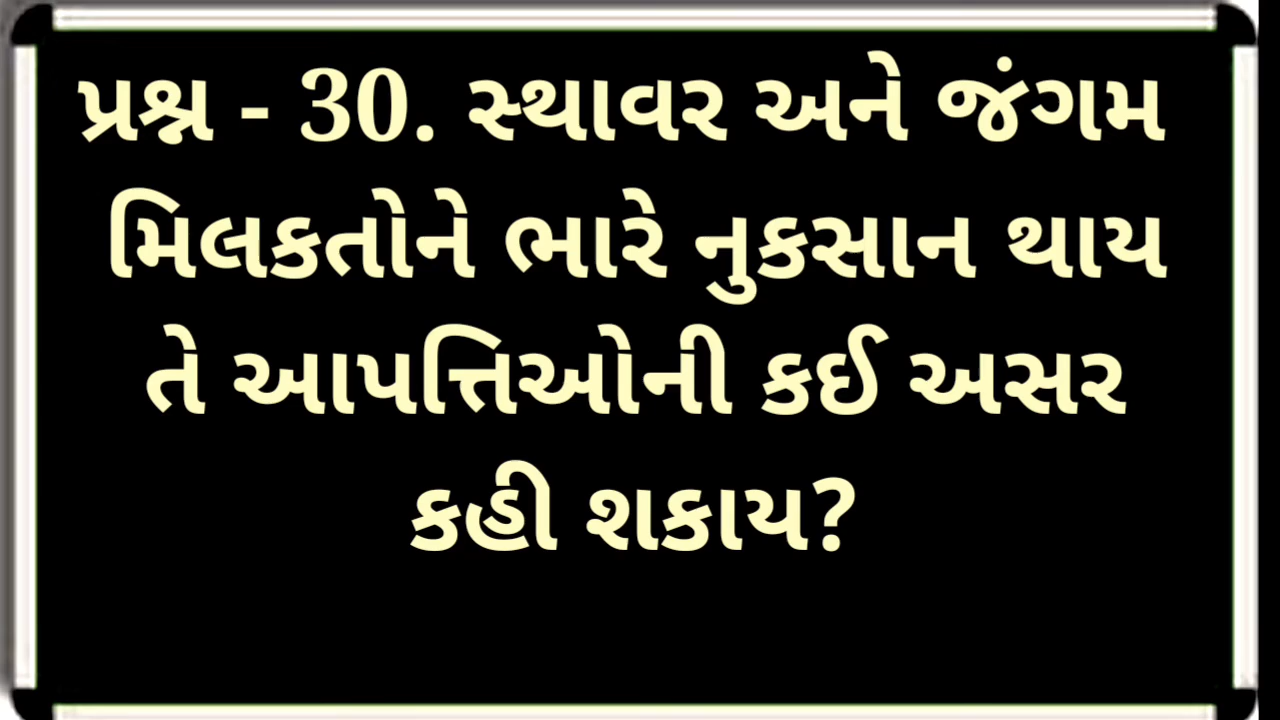 પ્રશ્ન - 30. સ્થાવર અને જંગમ
મિલકતોને ભારે નુકસાન થાય
તે આપત્તિઓની કઈ અસર
કહી શકાય?